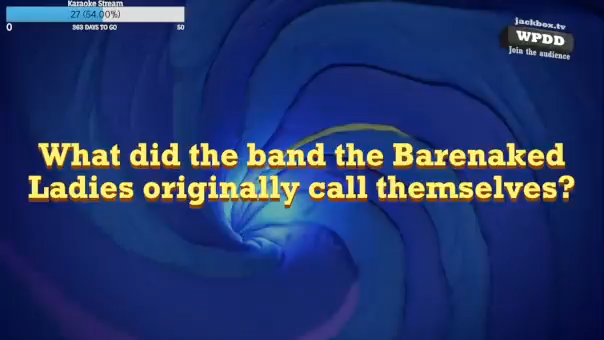 Karaoke Stream
27 (54.00%)
0
363 DAYS TO GO
50
jackbox.tv
WPDD
Join the audience
What did the band the Barenaked
Ladies originally call themselves?